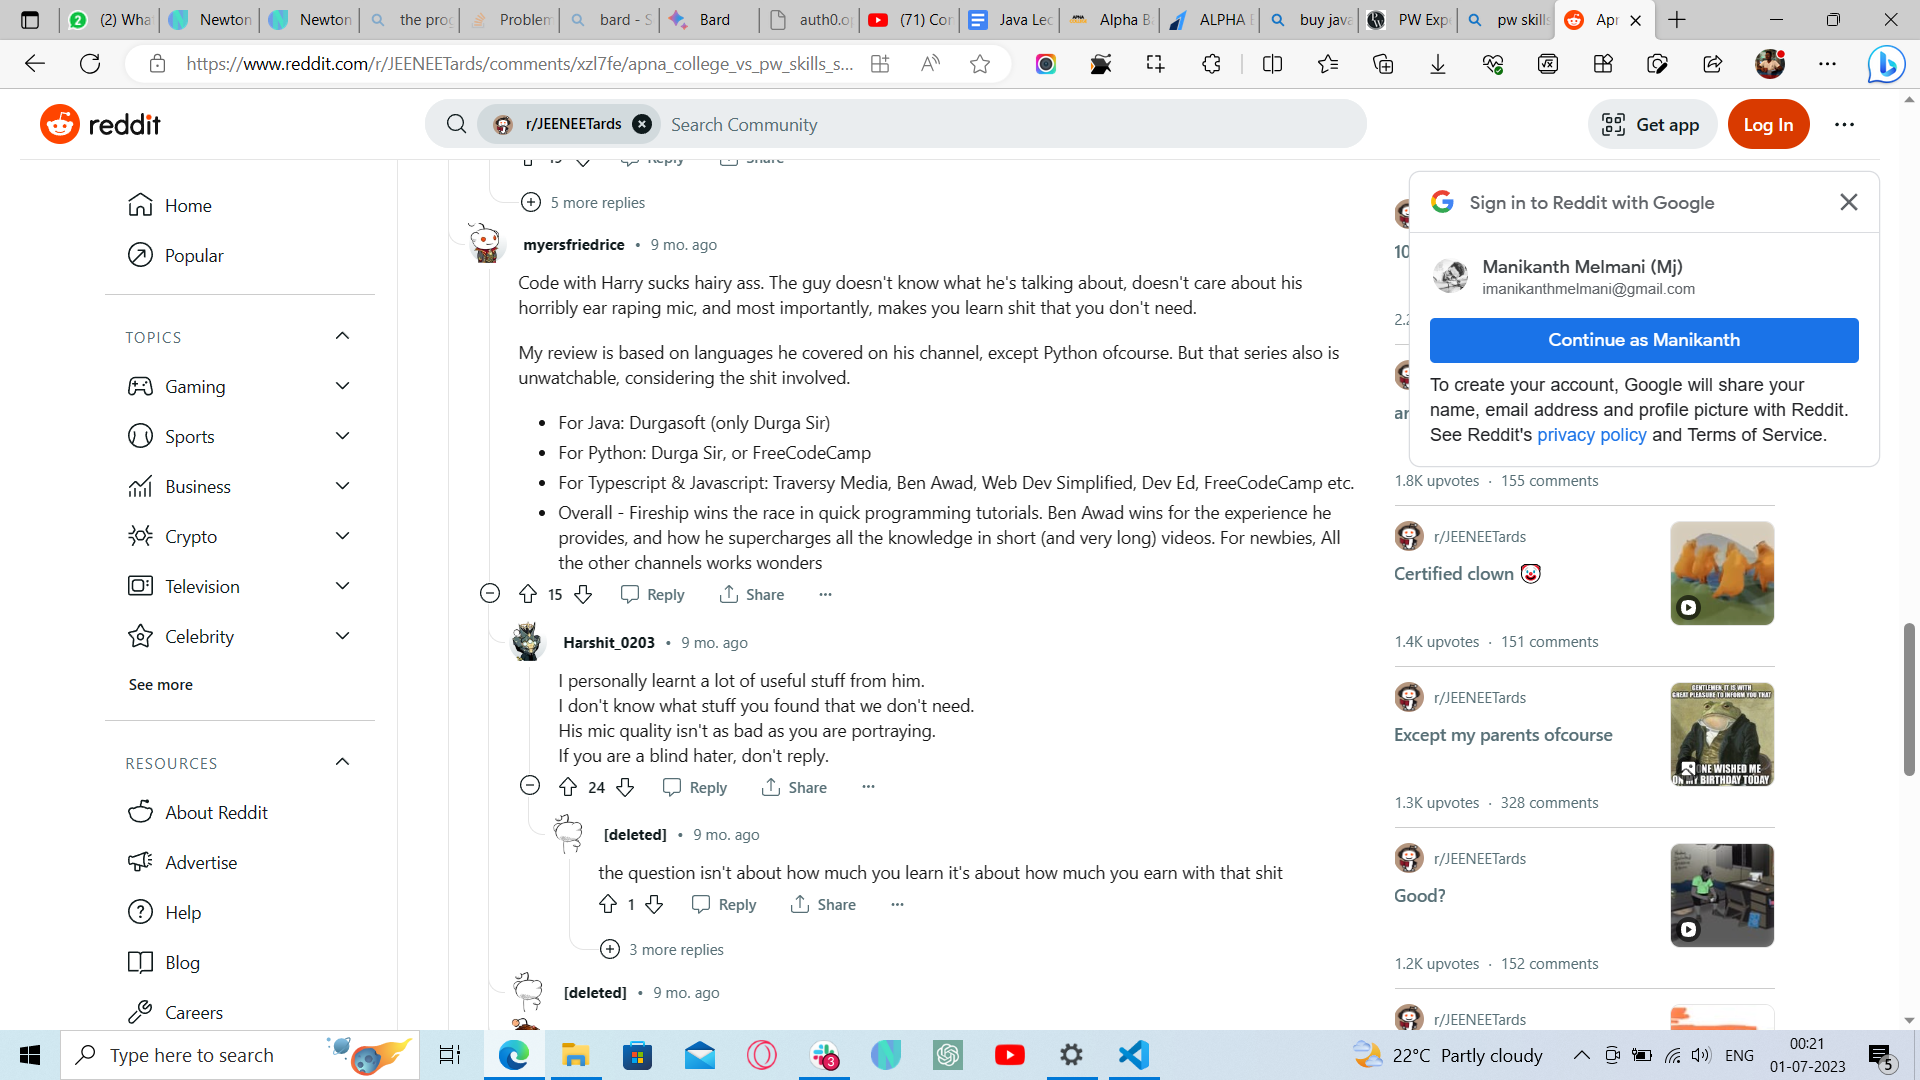 (2) Wha
Newton
Newton
the prog
Problem
bard - S
Bard
auth0.o
(71) Cor
Java Lec
Alpha B
ALPHA
buy java
PW Exp
pw skills
Apr
https://www.reddit.com/r/JEENEETards/comments/xzl7fe/apna_college_vs_pw_skills_s...
reddit
r/JEENEETards
Search Community
Get app
Log In
Home
Popular
TOPICS
Gaming
Sports
Business
Crypto
Television
Celebrity
See more
RESOURCES
About Reddit
Advertise
Help
Blog
Careers
Reply
Share
5 more replies
myersfriedrice • 9 mo. ago
Code with Harry sucks hairy ass. The guy doesn't know what he's talking about, doesn't care about his
horribly ear raping mic, and most importantly, makes you learn shit that you don't need.
My review is based on languages he covered on his channel, except Python ofcourse. But that series also is
unwatchable, considering the shit involved.
• For Java: Durgasoft (only Durga Sir)
• For Python: Durga Sir, or FreeCodeCamp
• For Typescript & Javascript: Traversy Media, Ben Awad, Web Dev Simplified, Dev Ed, FreeCodeCamp etc.
• Overall - Fireship wins the race in quick programming tutorials. Ben Awad wins for the experience he
provides, and how he supercharges all the knowledge in short (and very long) videos. For newbies, All
the other channels works wonders
15 Reply Share
Harshit_0203 • 9 mo. ago
I personally learnt a lot of useful stuff from him.
I don't know what stuff you found that we don't need.
His mic quality isn't as bad as you are portraying.
If you are a blind hater, don't reply.
24 Reply Share
[deleted] • 9 mo. ago
the question isn't about how much you learn it's about how much you earn with that shit
1 Reply Share
3 more replies
[deleted] • 9 mo. ago
Sign in to Reddit with Google
Manikanth Melmani (Mj)
imanikanthmelmani@gmail.com
Continue as Manikanth
To create your account, Google will share your
name, email address and profile picture with Reddit.
See Reddit's privacy policy and Terms of Service.
10
2.2
ar
1.8K upvotes · 155 comments
r/JEENEETards
Certified clown
1.4K upvotes · 151 comments
r/JEENEETards
Except my parents ofcourse
GENTLEMEN, IT IS WITH
GREAT PLEASURE TO INFORM YOU THAT
NE WISHED ME
MY BIRTHDAY TODAY
1.3K upvotes · 328 comments
r/JEENEETards
Good?
1.2K upvotes · 152 comments
r/JEENEETards
Type here to search
3
22°C Partly cloudy
ENG
00:21
01-07-2023
5